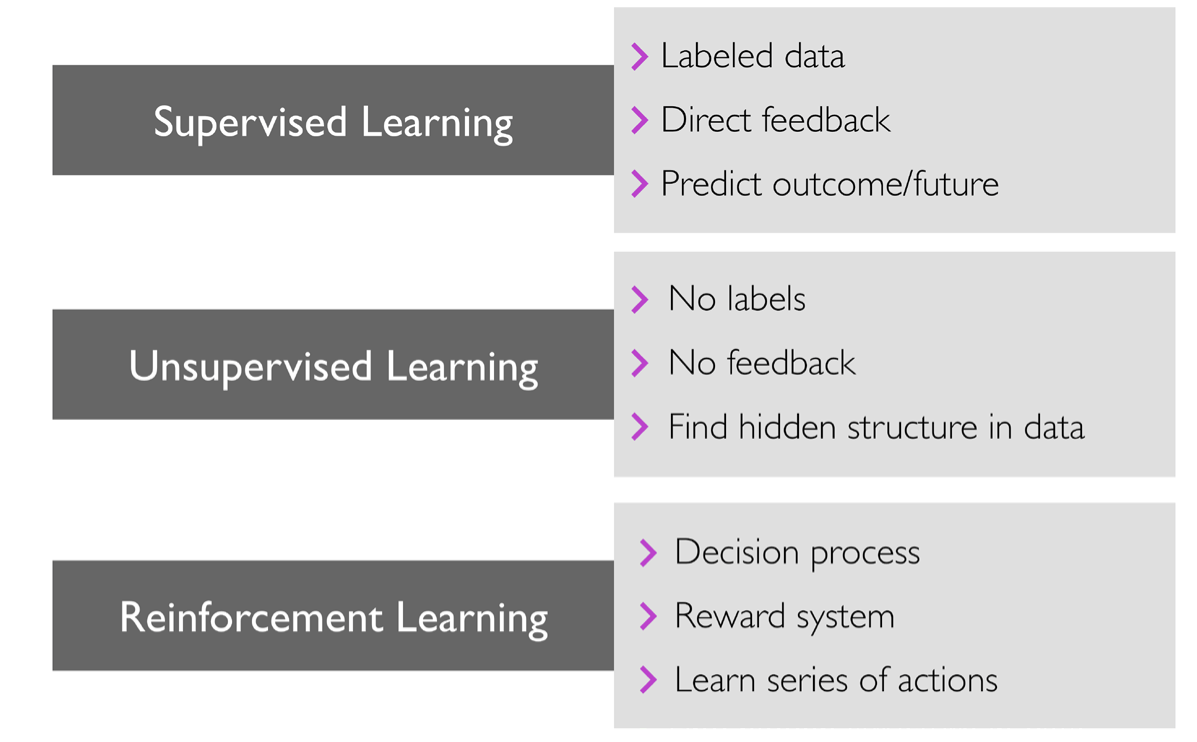 Supervised Learning
Labeled data
Direct feedback
Predict outcome/future
Unsupervised Learning
No labels
No feedback
Find hidden structure in data
Reinforcement Learning
Decision process
Reward system
Learn series of actions